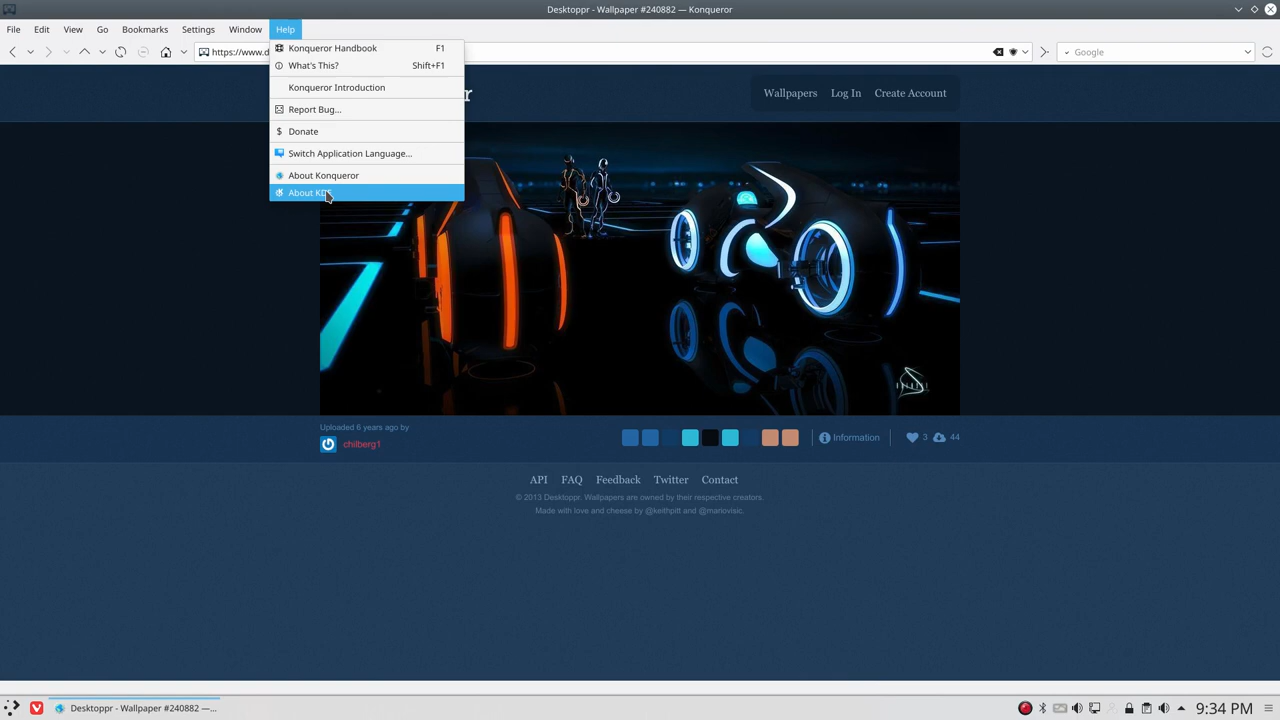 Desktoppr - Wallpaper #240882 — Konqueror
File Edit View Go Bookmarks Settings Window Help
https://www.d
Google
Konqueror Handbook F1
What's This? Shift+F1
Konqueror Introduction
Report Bug...
Donate
Switch Application Language...
About Konqueror
About KDE
r
Wallpapers Log In Create Account
Uploaded 6 years ago by
chilberg1
Information 3 44
API FAQ Feedback Twitter Contact
© 2013 Desktoppr. Wallpapers are owned by their respective creators.
Made with love and cheese by @keithpitt and @mariovisic.
Desktoppr - Wallpaper #240882 —...
9:34 PM